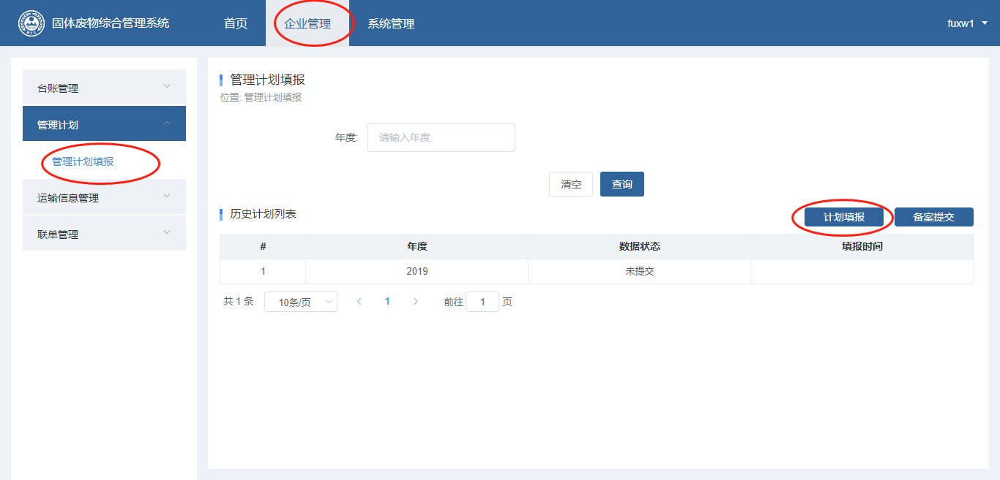 固体废物综合管理系统 首页 企业管理 系统管理 fuxw1
台账管理
管理计划
管理计划填报
运输信息管理
联单管理
管理计划填报
位置: 管理计划填报
年度: 请输入年度
清空 查询
历史计划列表 计划填报 备案提交
# 年度 数据状态 填报时间
1 2019 未提交
共 1 条 10条/页 1 前往 1 页